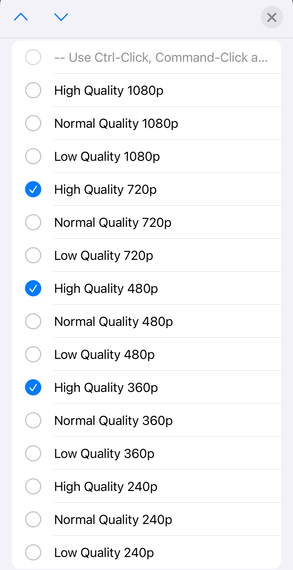 -- Use Ctrl-Click, Command-Click a...
High Quality 1080p
Normal Quality 1080p
Low Quality 1080p
High Quality 720p
Normal Quality 720p
Low Quality 720p
High Quality 480p
Normal Quality 480p
Low Quality 480p
High Quality 360p
Normal Quality 360p
Low Quality 360p
High Quality 240p
Normal Quality 240p
Low Quality 240p